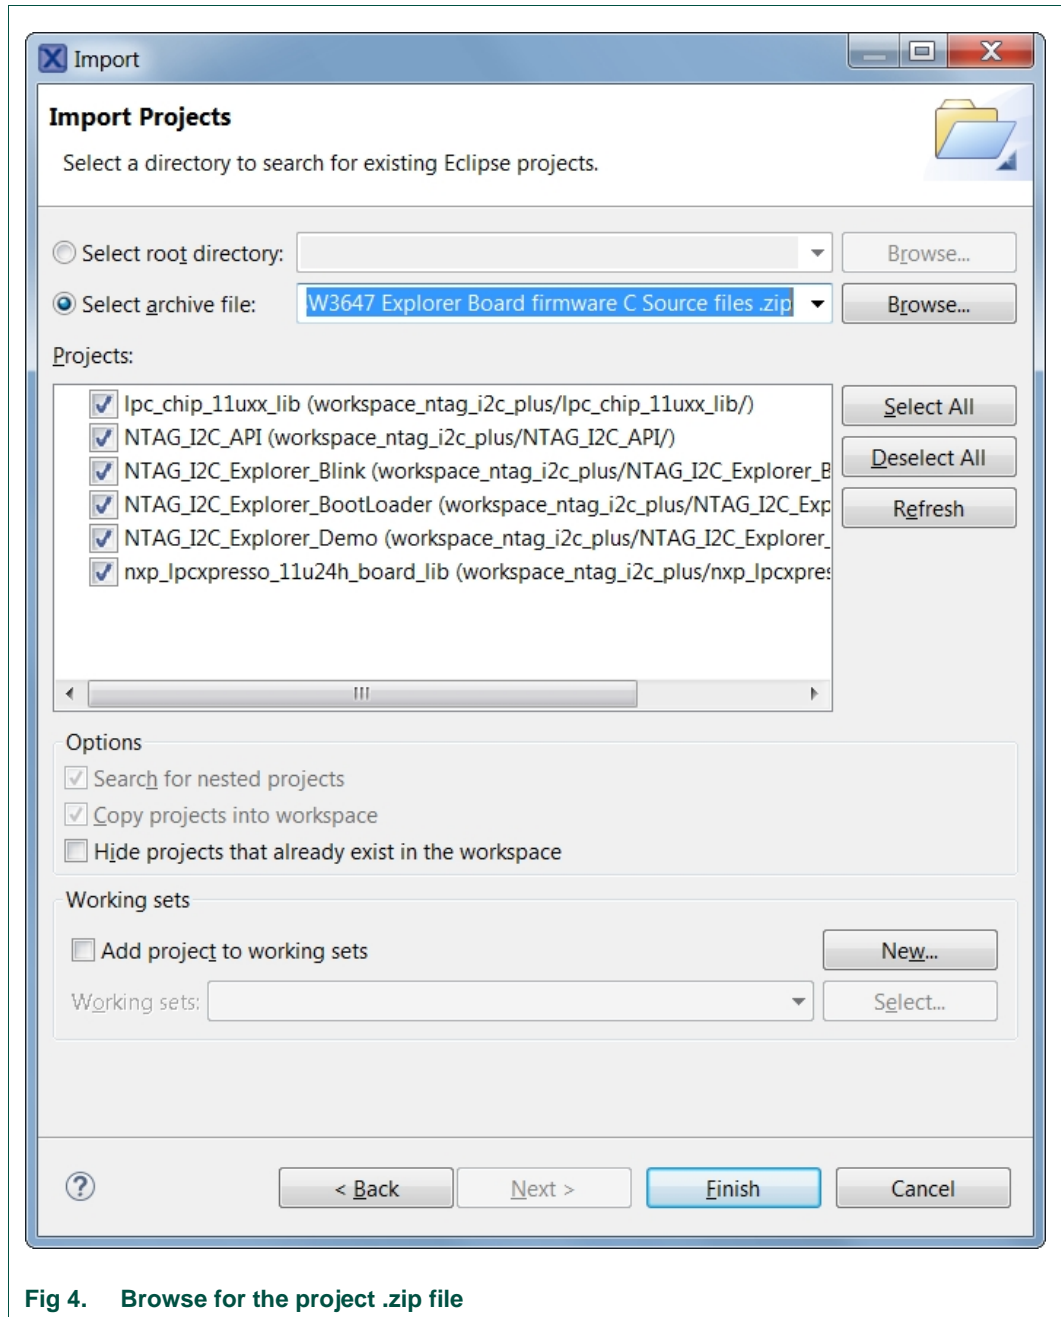 Import
Import Projects
Select a directory to search for existing Eclipse projects.
Select root directory:
Browse...
Select archive file:
W3647 Explorer Board firmware C Source files .zip
Browse...
Projects:
lpc_chip_11uxx_lib (workspace_ntag_i2c_plus/lpc_chip_11uxx_lib/)
Select All
NTAG_I2C_API (workspace_ntag_i2c_plus/NTAG_I2C_API/)
NTAG_I2C_Explorer_Blink (workspace_ntag_i2c_plus/NTAG_I2C_Explorer_B
Deselect All
NTAG_I2C_Explorer_BootLoader (workspace_ntag_i2c_plus/NTAG_I2C_Exp
Refresh
NTAG_I2C_Explorer_Demo (workspace_ntag_i2c_plus/NTAG_I2C_Explorer_
nxp_lpcxpresso_11u24h_board_lib (workspace_ntag_i2c_plus/nxp_lpcxpres
Options
Search for nested projects
Copy projects into workspace
Hide projects that already exist in the workspace
Working sets
Add project to working sets
New...
Working sets:
Select...
< Back
Next >
Finish
Cancel
Fig 4. Browse for the project .zip file